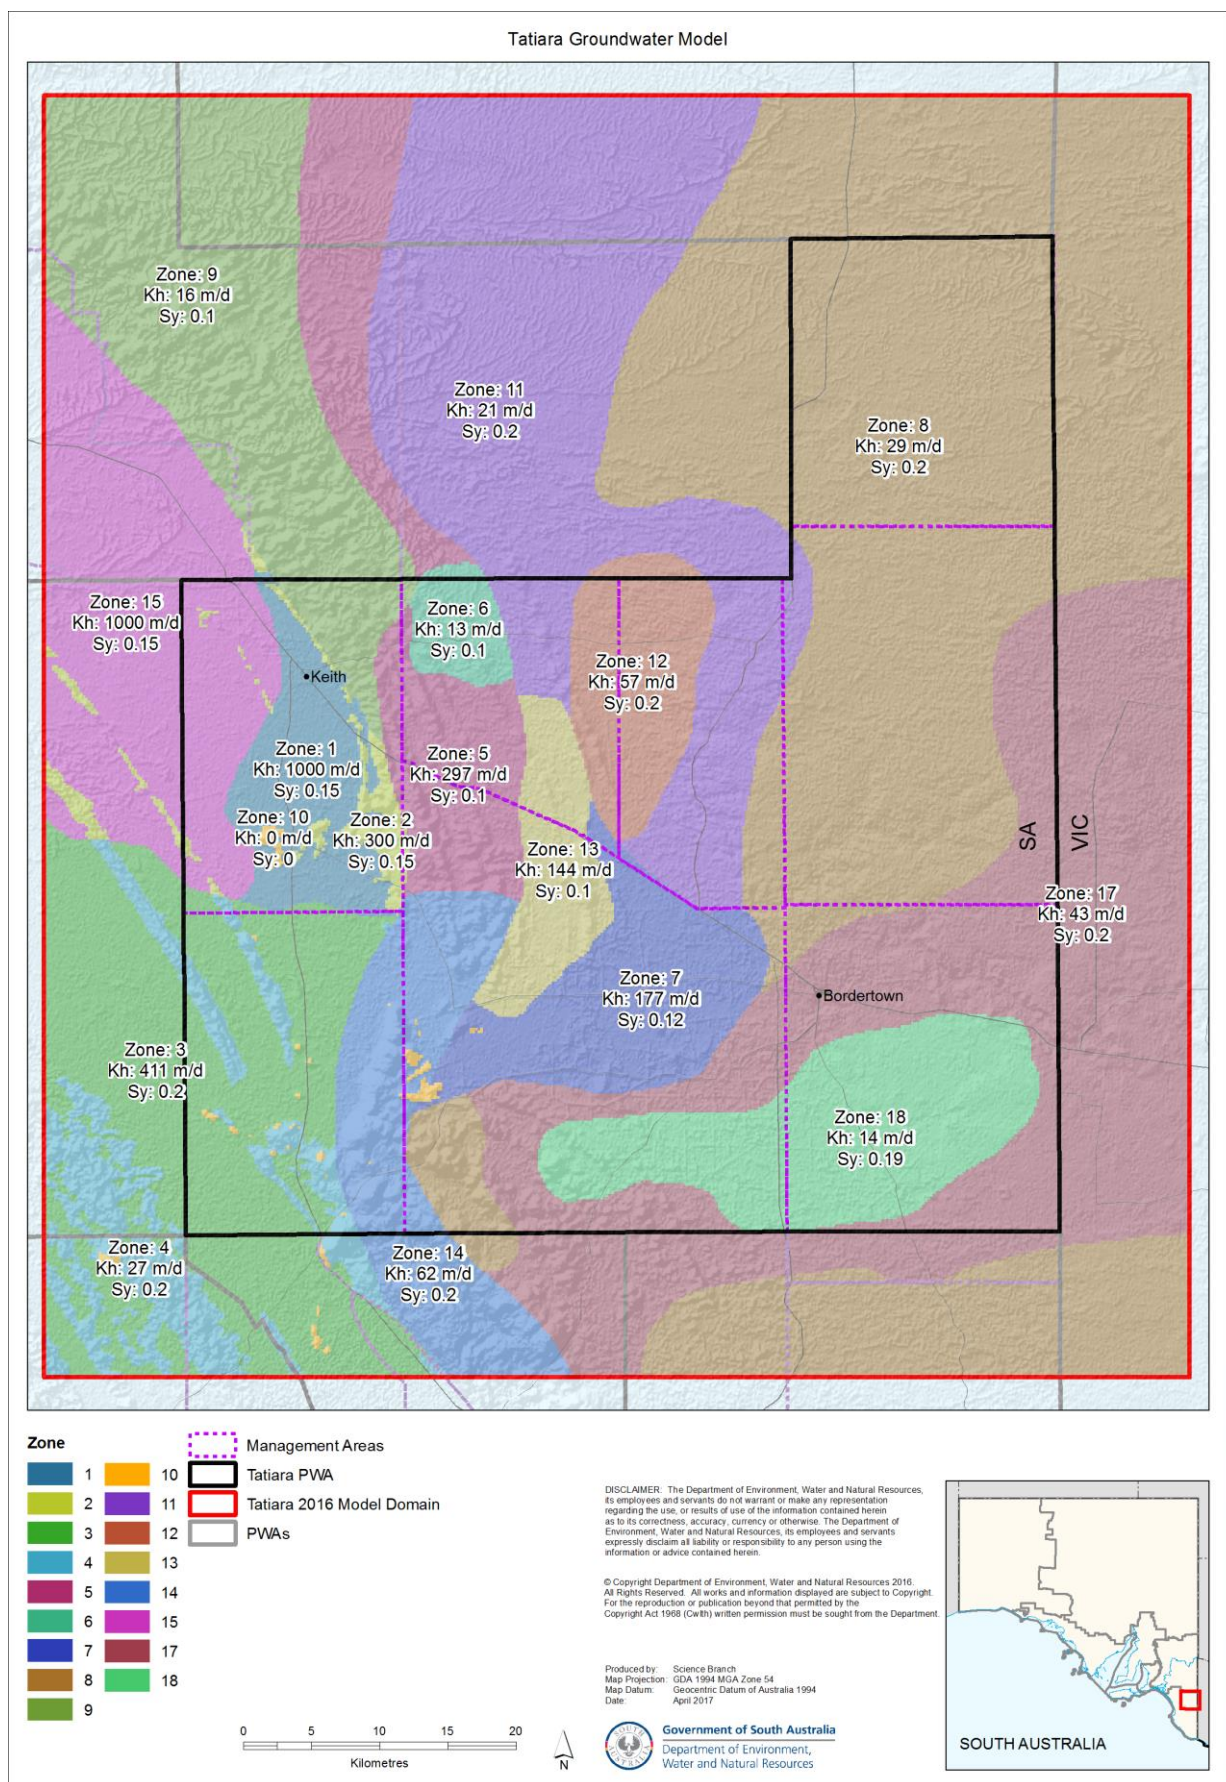 Tatiara Groundwater Model
Zone: 9
Kh: 16 m/d
Sy: 0.1
Zone: 11
Kh: 21 m/d
Sy: 0.2
Zone: 8
Kh: 29 m/d
Sy: 0.2
Zone: 15
Kh: 1000 m/d
Sy: 0.15
Zone: 6
Kh: 13 m/d
Sy: 0.1
Zone: 12
Kh: 57 m/d
Sy: 0.2
Keith
Zone: 1
Kh: 1000 m/d
Sy: 0.15
Zone: 5
Kh: 297 m/d
Sy: 0.1
Zone: 10
Kh: 0 m/d
Sy: 0
Zone: 2
Kh: 300 m/d
Sy: 0.15
Zone: 13
Kh: 144 m/d
Sy: 0.1
SA
VIC
Zone: 17
Kh: 43 m/d
Sy: 0.2
Zone: 7
Kh: 177 m/d
Sy: 0.12
Bordertown
Zone: 3
Kh: 411 m/d
Sy: 0.2
Zone: 18
Kh: 14 m/d
Sy: 0.19
Zone: 4
Kh: 27 m/d
Sy: 0.2
Zone: 14
Kh: 62 m/d
Sy: 0.2
Zone
1
2
3
4
5
6
7
8
9
10
11
12
13
14
15
17
18
Management Areas
Tatiara PWA
Tatiara 2016 Model Domain
PWAs
0 5 10 15 20
Kilometres
N
DISCLAIMER: The Department of Environment, Water and Natural Resources,
its employees and servants do not warrant or make any representation
regarding the use, or results of use of the information contained herein
as to its correctness, accuracy, currency or otherwise. The Department of
Environment, Water and Natural Resources, its employees and servants
expressly disclaim all liability or responsibility to any person using the
information or advice contained herein.
© Copyright Department of Environment, Water and Natural Resources 2016.
All Rights Reserved. All works and information displayed are subject to Copyright.
For the reproduction or publication beyond that permitted by the
Copyright Act 1968 (Cwlth) written permission must be sought from the Department.
Produced by: Science Branch
Map Projection: GDA 1994 MGA Zone 54
Map Datum: Geocentric Datum of Australia 1994
Date: April 2017
SOUTH
AUSTRALIA
Government of South Australia
Department of Environment,
Water and Natural Resources
SOUTH AUSTRALIA